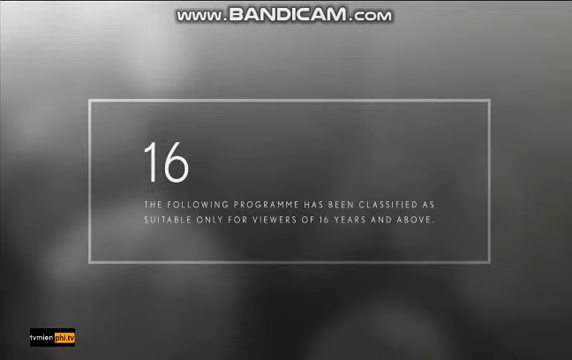 www.BANDICAM.com
16
THE FOLLOWING PROGRAMME HAS BEEN CLASSIFIED AS
SUITABLE ONLY FOR VIEWERS OF 16 YEARS AND ABOVE.
tvmienphi.tv